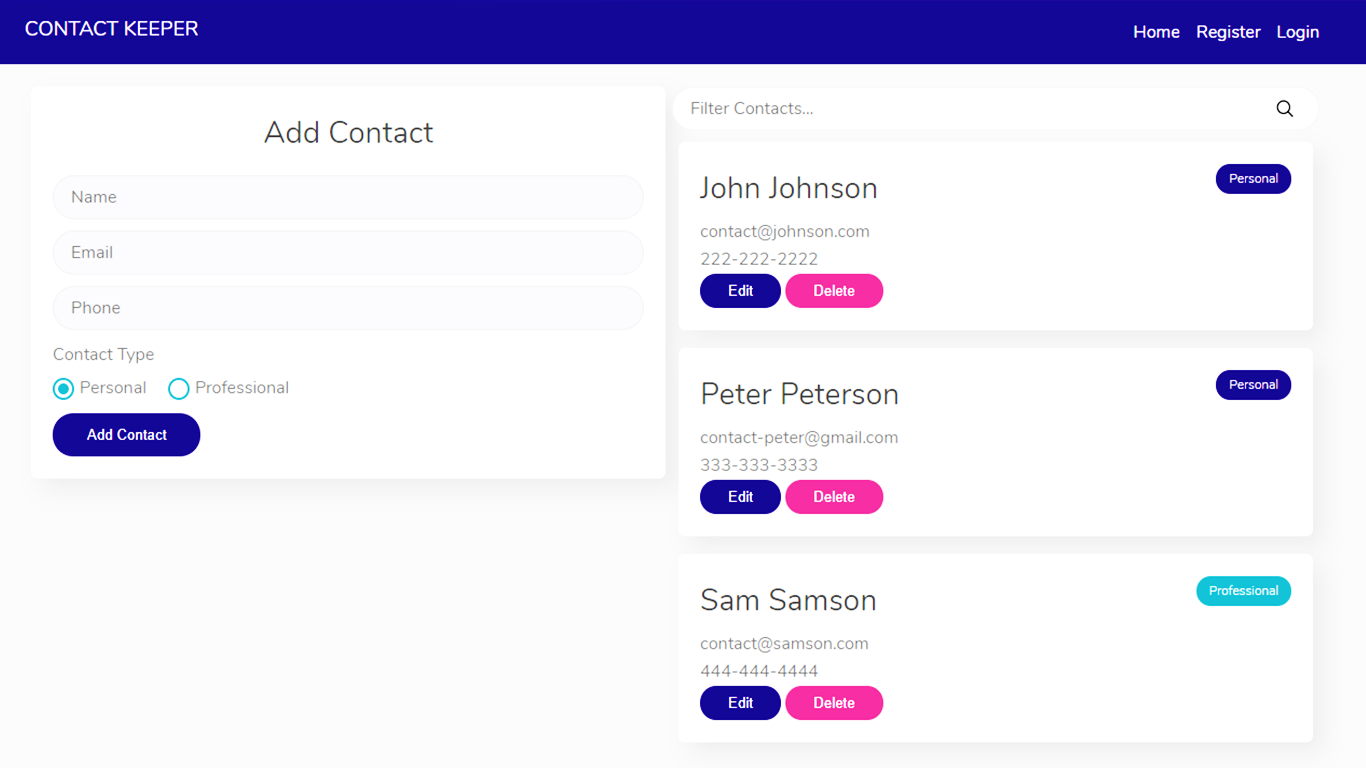 CONTACT KEEPER
Home Register Login
Add Contact
Name
Email
Phone
Contact Type
Personal Professional
Add Contact
Filter Contacts...
John Johnson
Personal
contact@johnson.com
222-222-2222
Edit Delete
Peter Peterson
Personal
contact-peter@gmail.com
333-333-3333
Edit Delete
Sam Samson
Professional
contact@samson.com
444-444-4444
Edit Delete